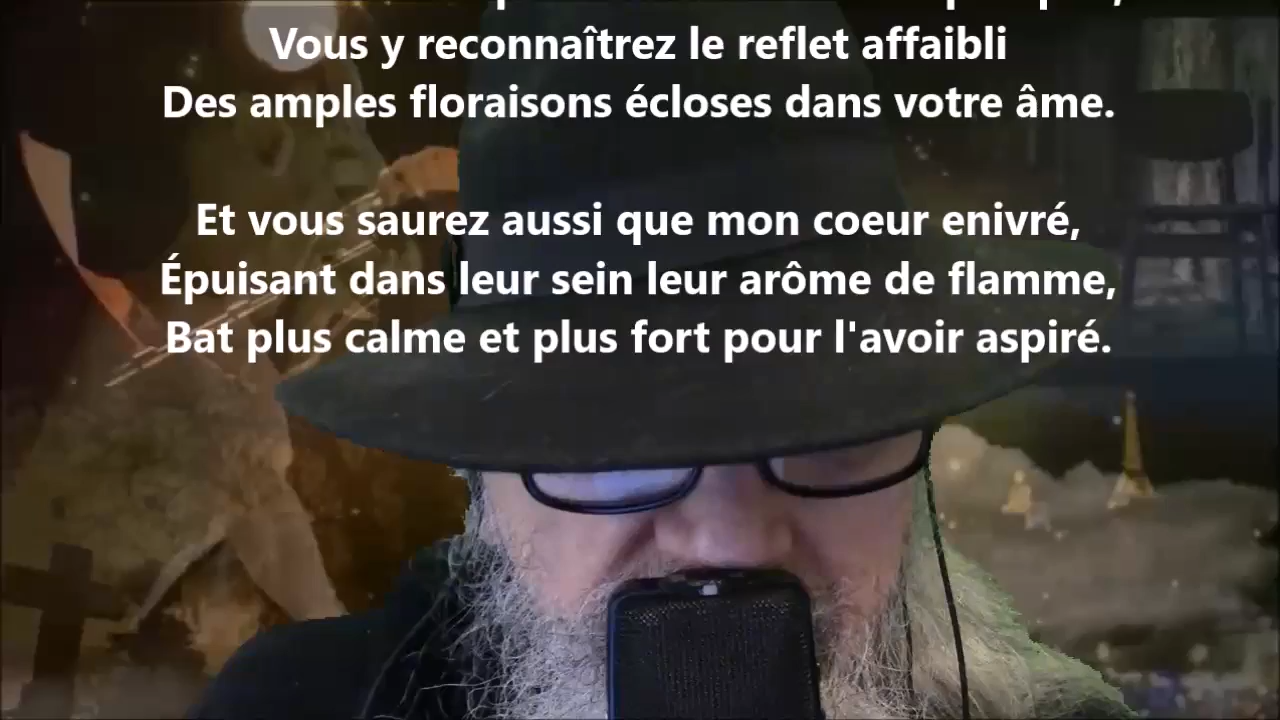 Vous y reconnaîtrez le reflet affaibli
Des amples floraisons écloses dans votre âme.
Et vous saurez aussi que mon coeur enivré,
Épuisant dans leur sein leur arôme de flamme,
Bat plus calme et plus fort pour l'avoir aspiré.